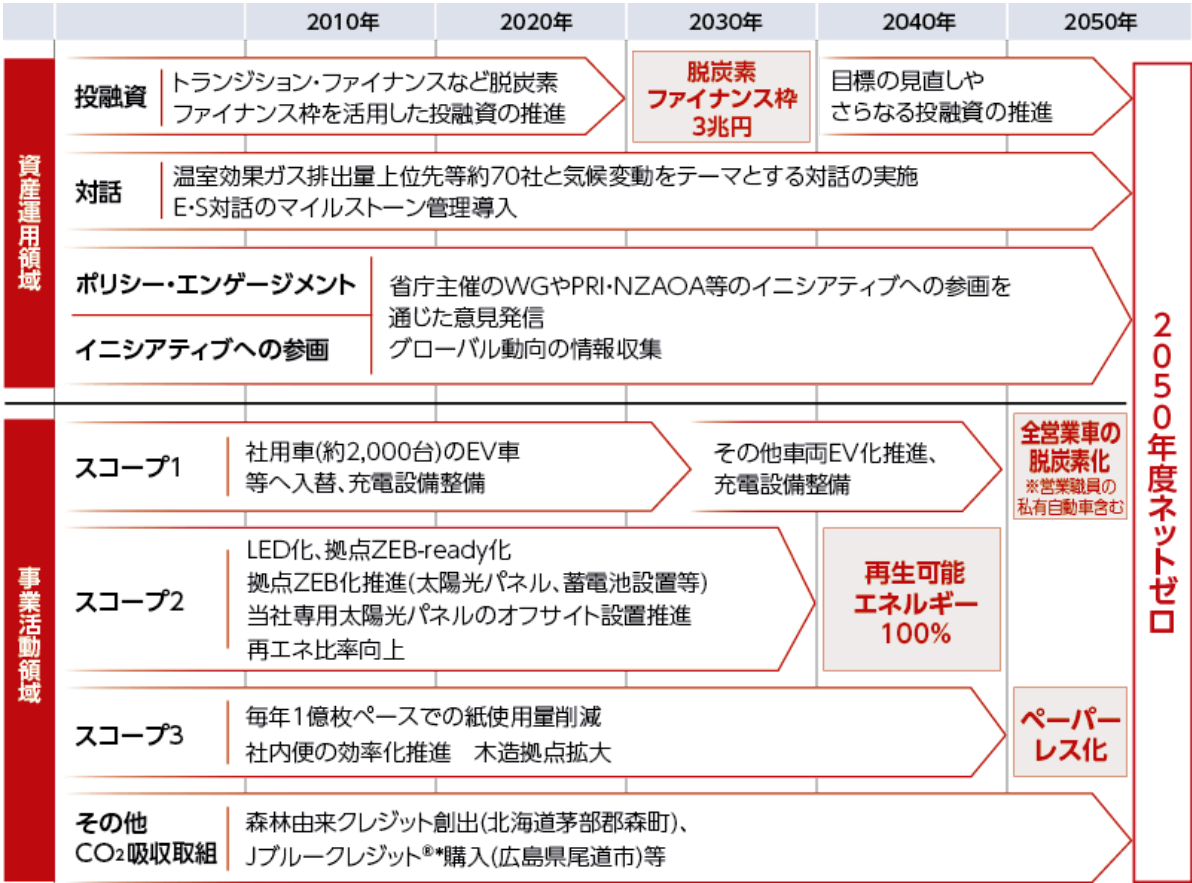 2010年 2020年 2030年 2040年 2050年
資産運用領域
投融資
トランジション・ファイナンスなど脱炭素
ファイナンス枠を活用した投融資の推進
脱炭素
ファイナンス枠
3兆円
目標の見直しや
さらなる投融資の推進
対話
温室効果ガス排出量上位先等約70社と気候変動をテーマとする対話の実施
E・S対話のマイルストーン管理導入
ポリシー・エンゲージメント
イニシアティブへの参画
省庁主催のWGやPRI・NZAOA等のイニシアティブへの参画を
通じた意見発信
グローバル動向の情報収集
事業活動領域
スコープ1
社用車(約2,000台)のEV車
等へ入替、充電設備整備
その他車両EV化推進、
充電設備整備
全営業車の
脱炭素化
※営業職員の
私有自動車含む
スコープ2
LED化、拠点ZEB-ready化
拠点ZEB化推進(太陽光パネル、蓄電池設置等)
当社専用太陽光パネルのオフサイト設置推進
再エネ比率向上
再生可能
エネルギー
100%
スコープ3
毎年1億枚ペースでの紙使用量削減
社内便の効率化推進 木造拠点拡大
ペーパー
レス化
その他
CO₂吸収取組
森林由来クレジット創出(北海道茅部郡森町)、
Jブルークレジット®*購入(広島県尾道市)等
2050年度ネットゼロ